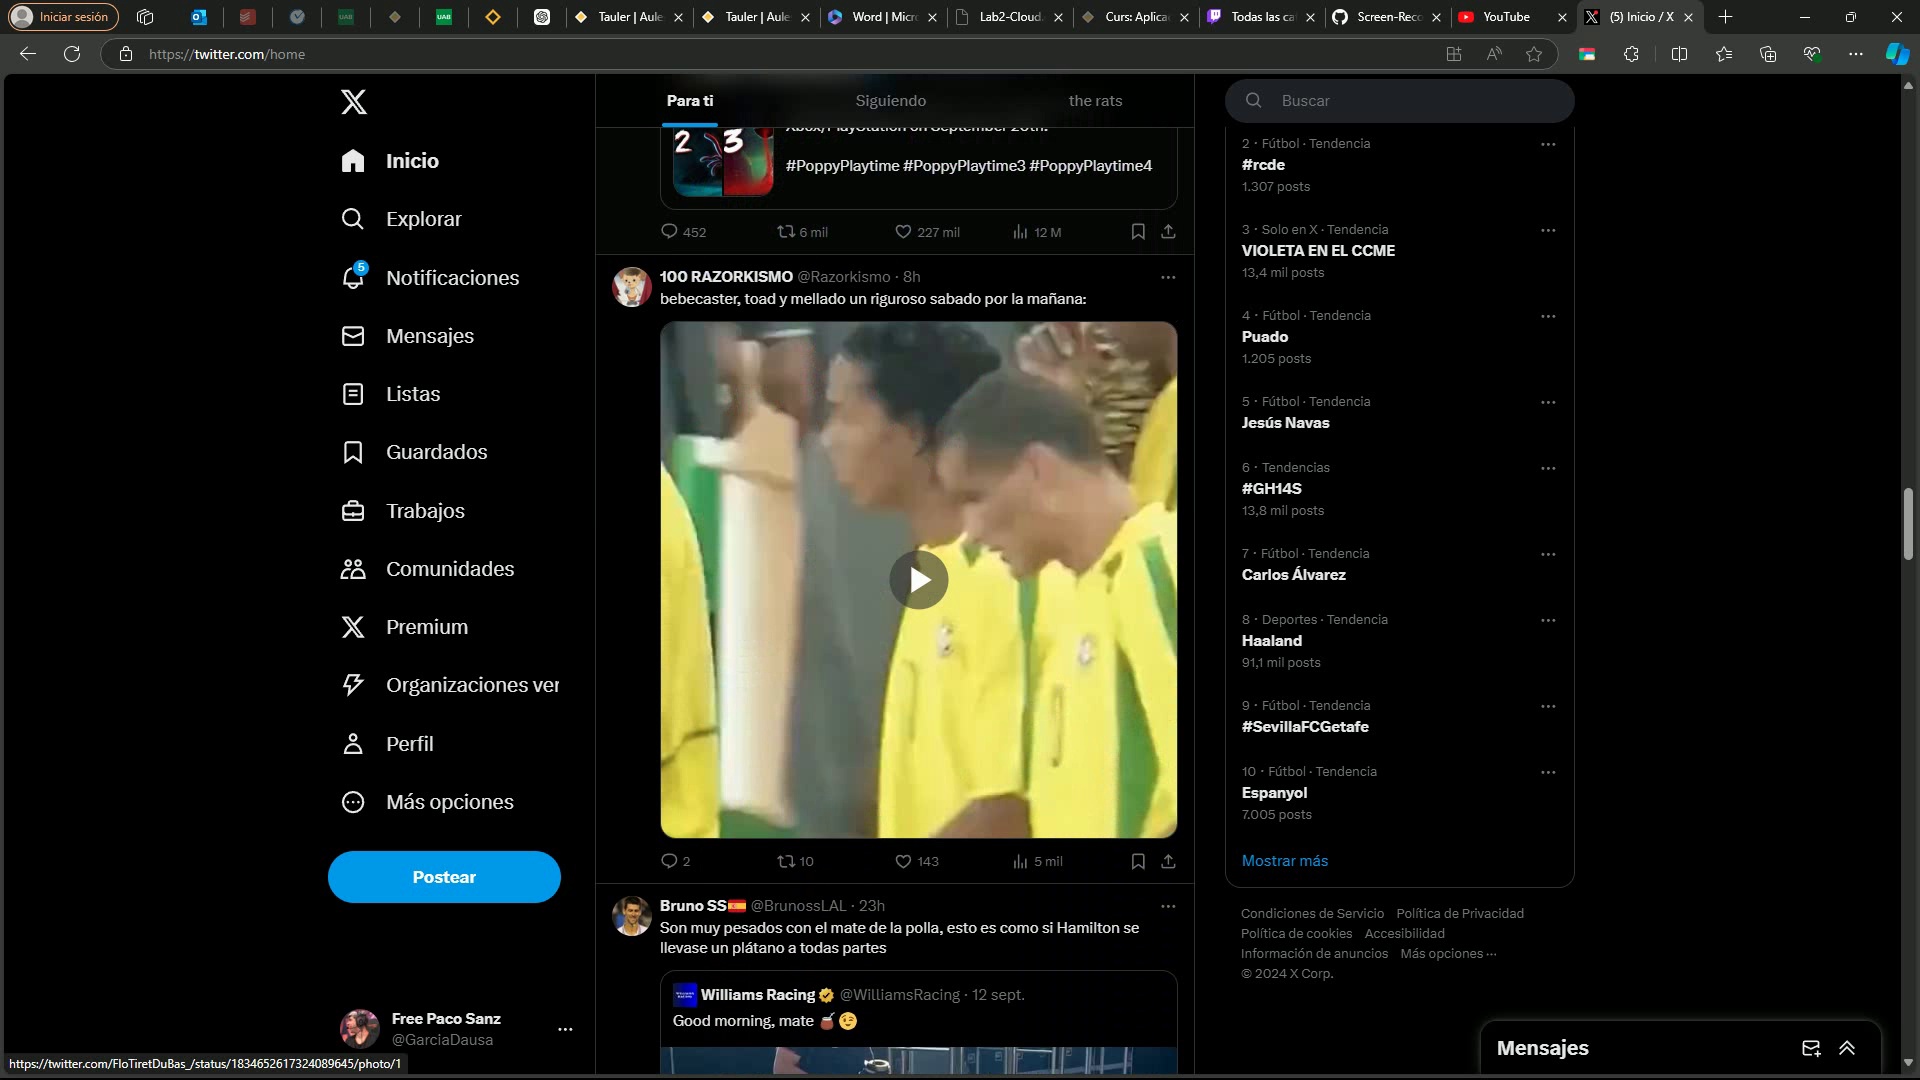 Iniciar sesión
Tauler | Aule
Tauler | Aule
Word | Micr
Lab2-Cloud.
Curs: Aplica
Todas las ca
Screen-Reco
YouTube
(5) Inicio / X
https://twitter.com/home
Inicio
Explorar
5
Notificaciones
Mensajes
Listas
Guardados
Trabajos
Comunidades
Premium
Organizaciones ver
Perfil
Más opciones
Postear
Free Paco Sanz
@GarciaDausa
https://twitter.com/FloTiretDuBas_/status/1834652617324089645/photo/1
Para ti
Siguiendo
the rats
Xbox/PlayStation on September 20th.
2 3
#PoppyPlaytime #PoppyPlaytime3 #PoppyPlaytime4
452
6 mil
227 mil
12 M
100 RAZORKISMO @Razorkismo · 8h
bebecaster, toad y mellado un riguroso sabado por la mañana:
2
10
143
5 mil
Bruno SS @BrunossLAL · 23h
Son muy pesados con el mate de la polla, esto es como si Hamilton se
llevase un plátano a todas partes
Williams Racing @WilliamsRacing · 12 sept.
Good morning, mate
Buscar
2 · Fútbol · Tendencia
#rcde
1.307 posts
3 · Solo en X · Tendencia
VIOLETA EN EL CCME
13,4 mil posts
4 · Fútbol · Tendencia
Puado
1.205 posts
5 · Fútbol · Tendencia
Jesús Navas
6 · Tendencias
#GH14S
13,8 mil posts
7 · Fútbol · Tendencia
Carlos Álvarez
8 · Deportes · Tendencia
Haaland
91,1 mil posts
9 · Fútbol · Tendencia
#SevillaFCGetafe
10 · Fútbol · Tendencia
Espanyol
7.005 posts
Mostrar más
Condiciones de Servicio Política de Privacidad
Política de cookies Accesibilidad
Información de anuncios Más opciones ···
© 2024 X Corp.
Mensajes